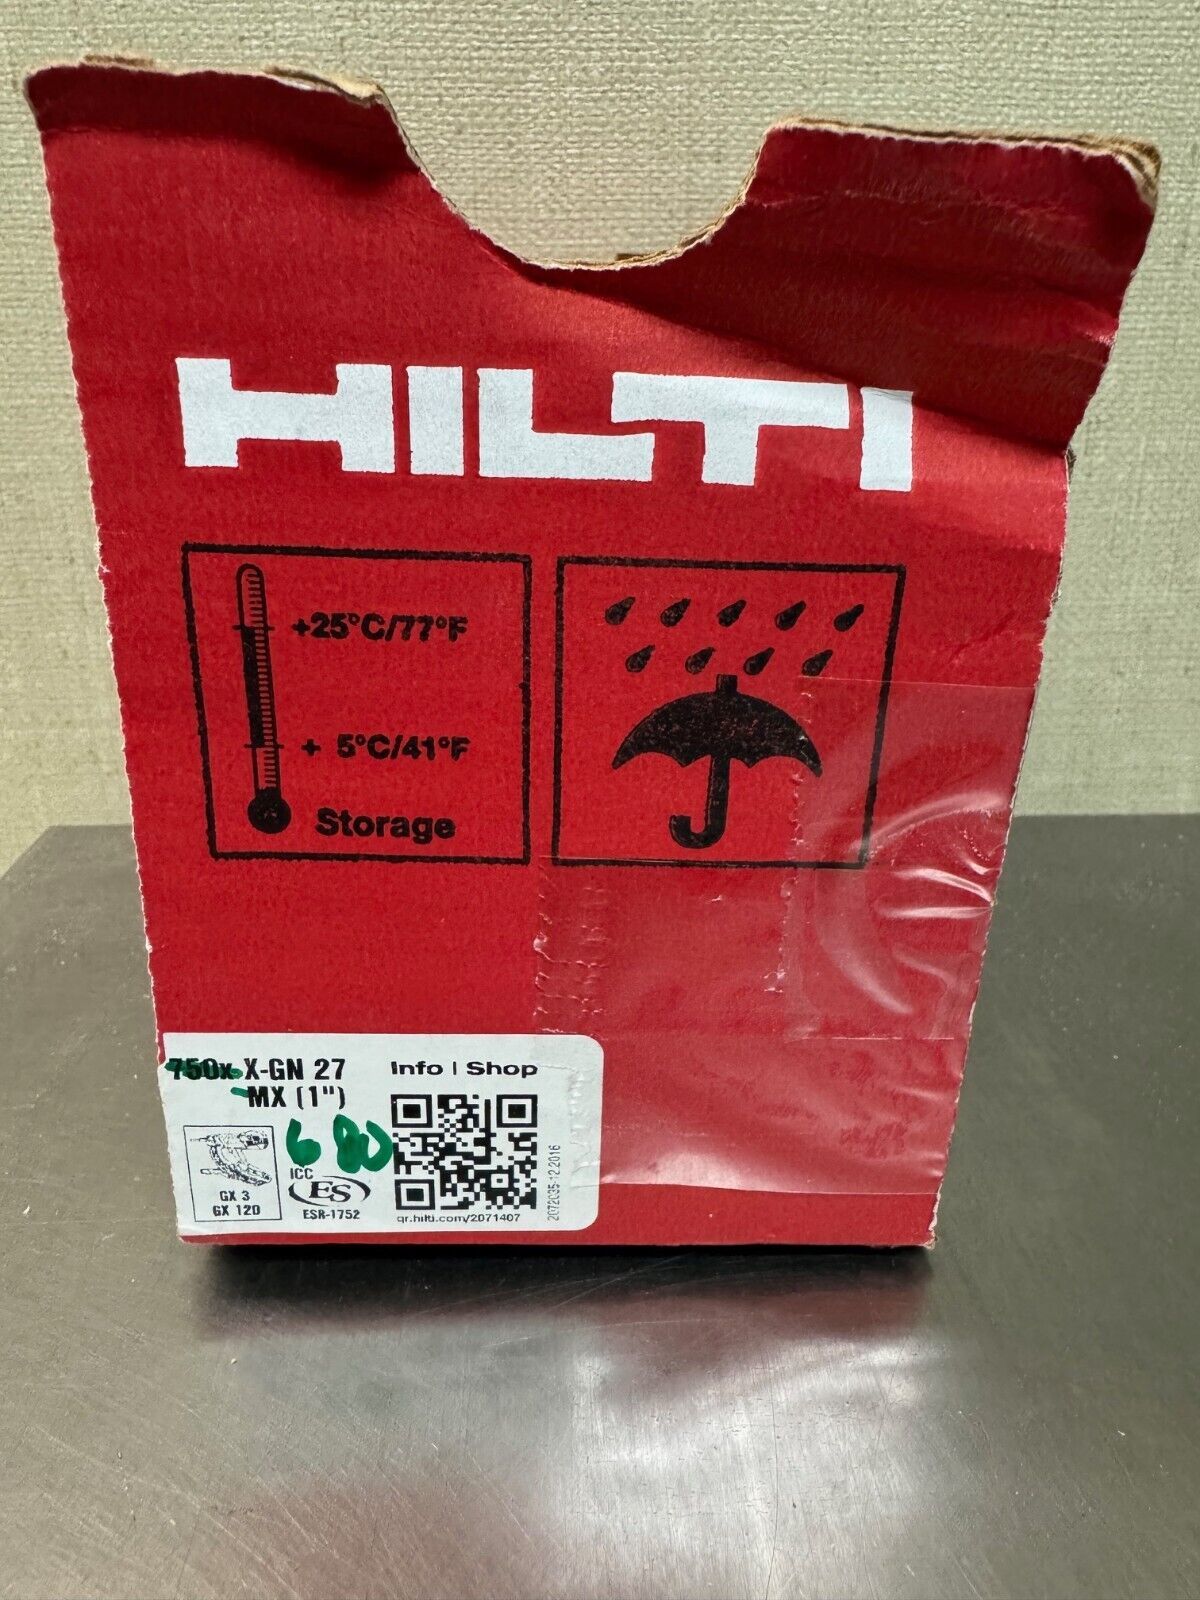 HILTI
+25°C/77°F
+ 5°C/41°F
Storage
750x X-GN 27
MX (1")
680
Info | Shop
GX 3
GX 120
ICC
ES
ESR-1752
qr.hilti.com/2071407
2072035-12.2016